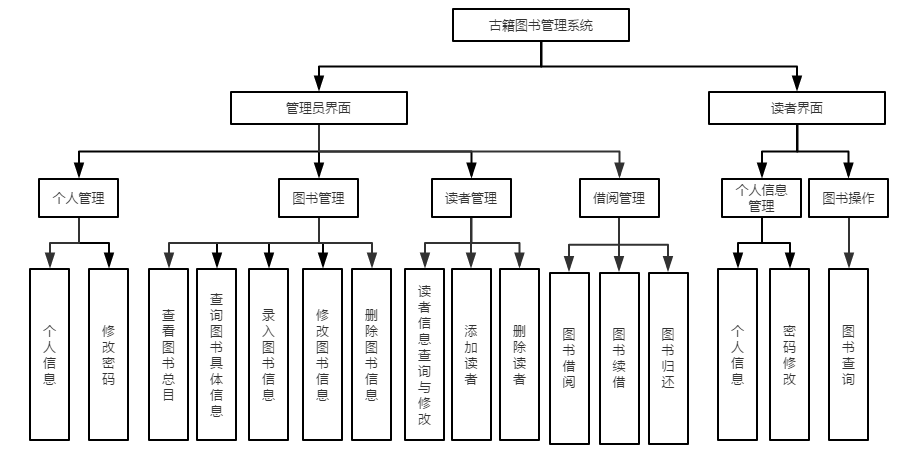 古籍图书管理系统
管理员界面
读者界面
个人管理
图书管理
读者管理
借阅管理
个人信息
管理
图书操作
个人信息
修改密码
查看图书总目
查询图书具体信息
录入图书信息
修改图书信息
删除图书信息
读者信息查询与修改
添加读者
删除读者
图书借阅
图书续借
图书归还
个人信息
密码修改
图书查询